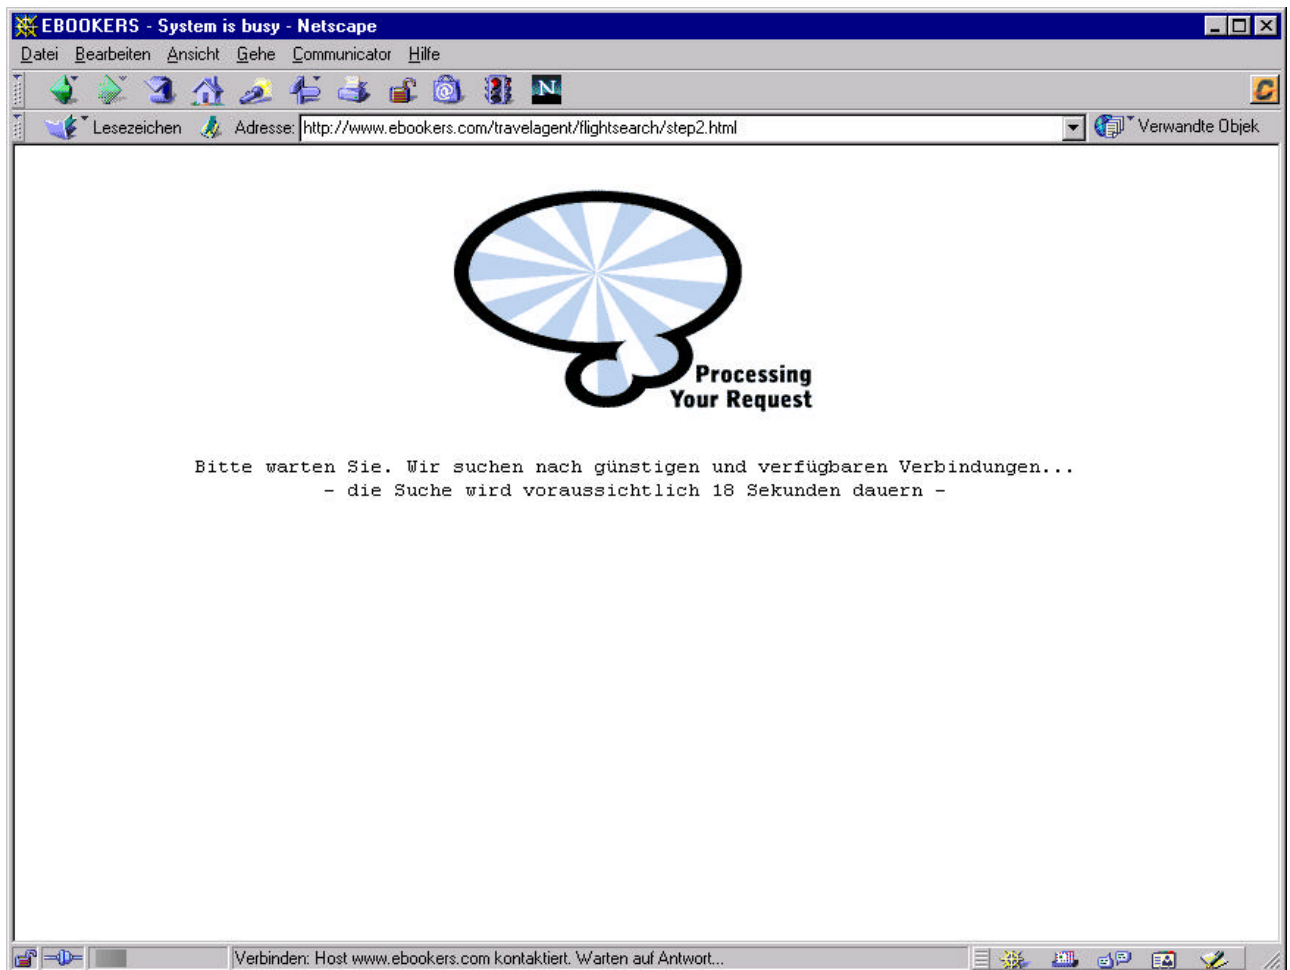 EBOOKERS - System is busy - Netscape
Datei Bearbeiten Ansicht Gehe Communicator Hilfe
N
Lesezeichen Adresse: http://www.ebookers.com/travelagent/flightsearch/step2.html Verwandte Objek
Processing
Your Request
Bitte warten Sie. Wir suchen nach günstigen und verfügbaren Verbindungen...
- die Suche wird voraussichtlich 18 Sekunden dauern -
Verbinden: Host www.ebookers.com kontaktiert. Warten auf Antwort...